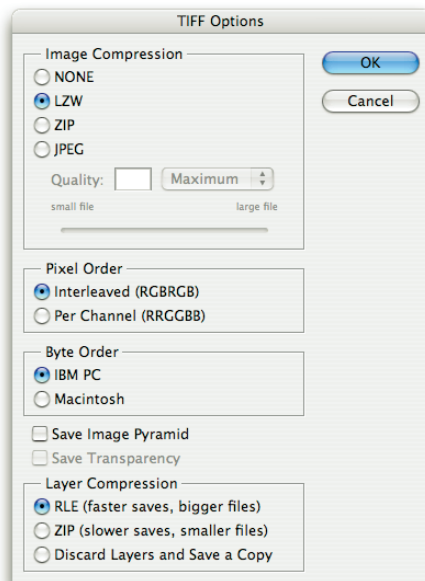 TIFF Options
Image Compression
NONE
LZW
ZIP
JPEG
Quality: Maximum
small file large file
OK
Cancel
Pixel Order
Interleaved (RGBRGB)
Per Channel (RRGGBB)
Byte Order
IBM PC
Macintosh
Save Image Pyramid
Save Transparency
Layer Compression
RLE (faster saves, bigger files)
ZIP (slower saves, smaller files)
Discard Layers and Save a Copy